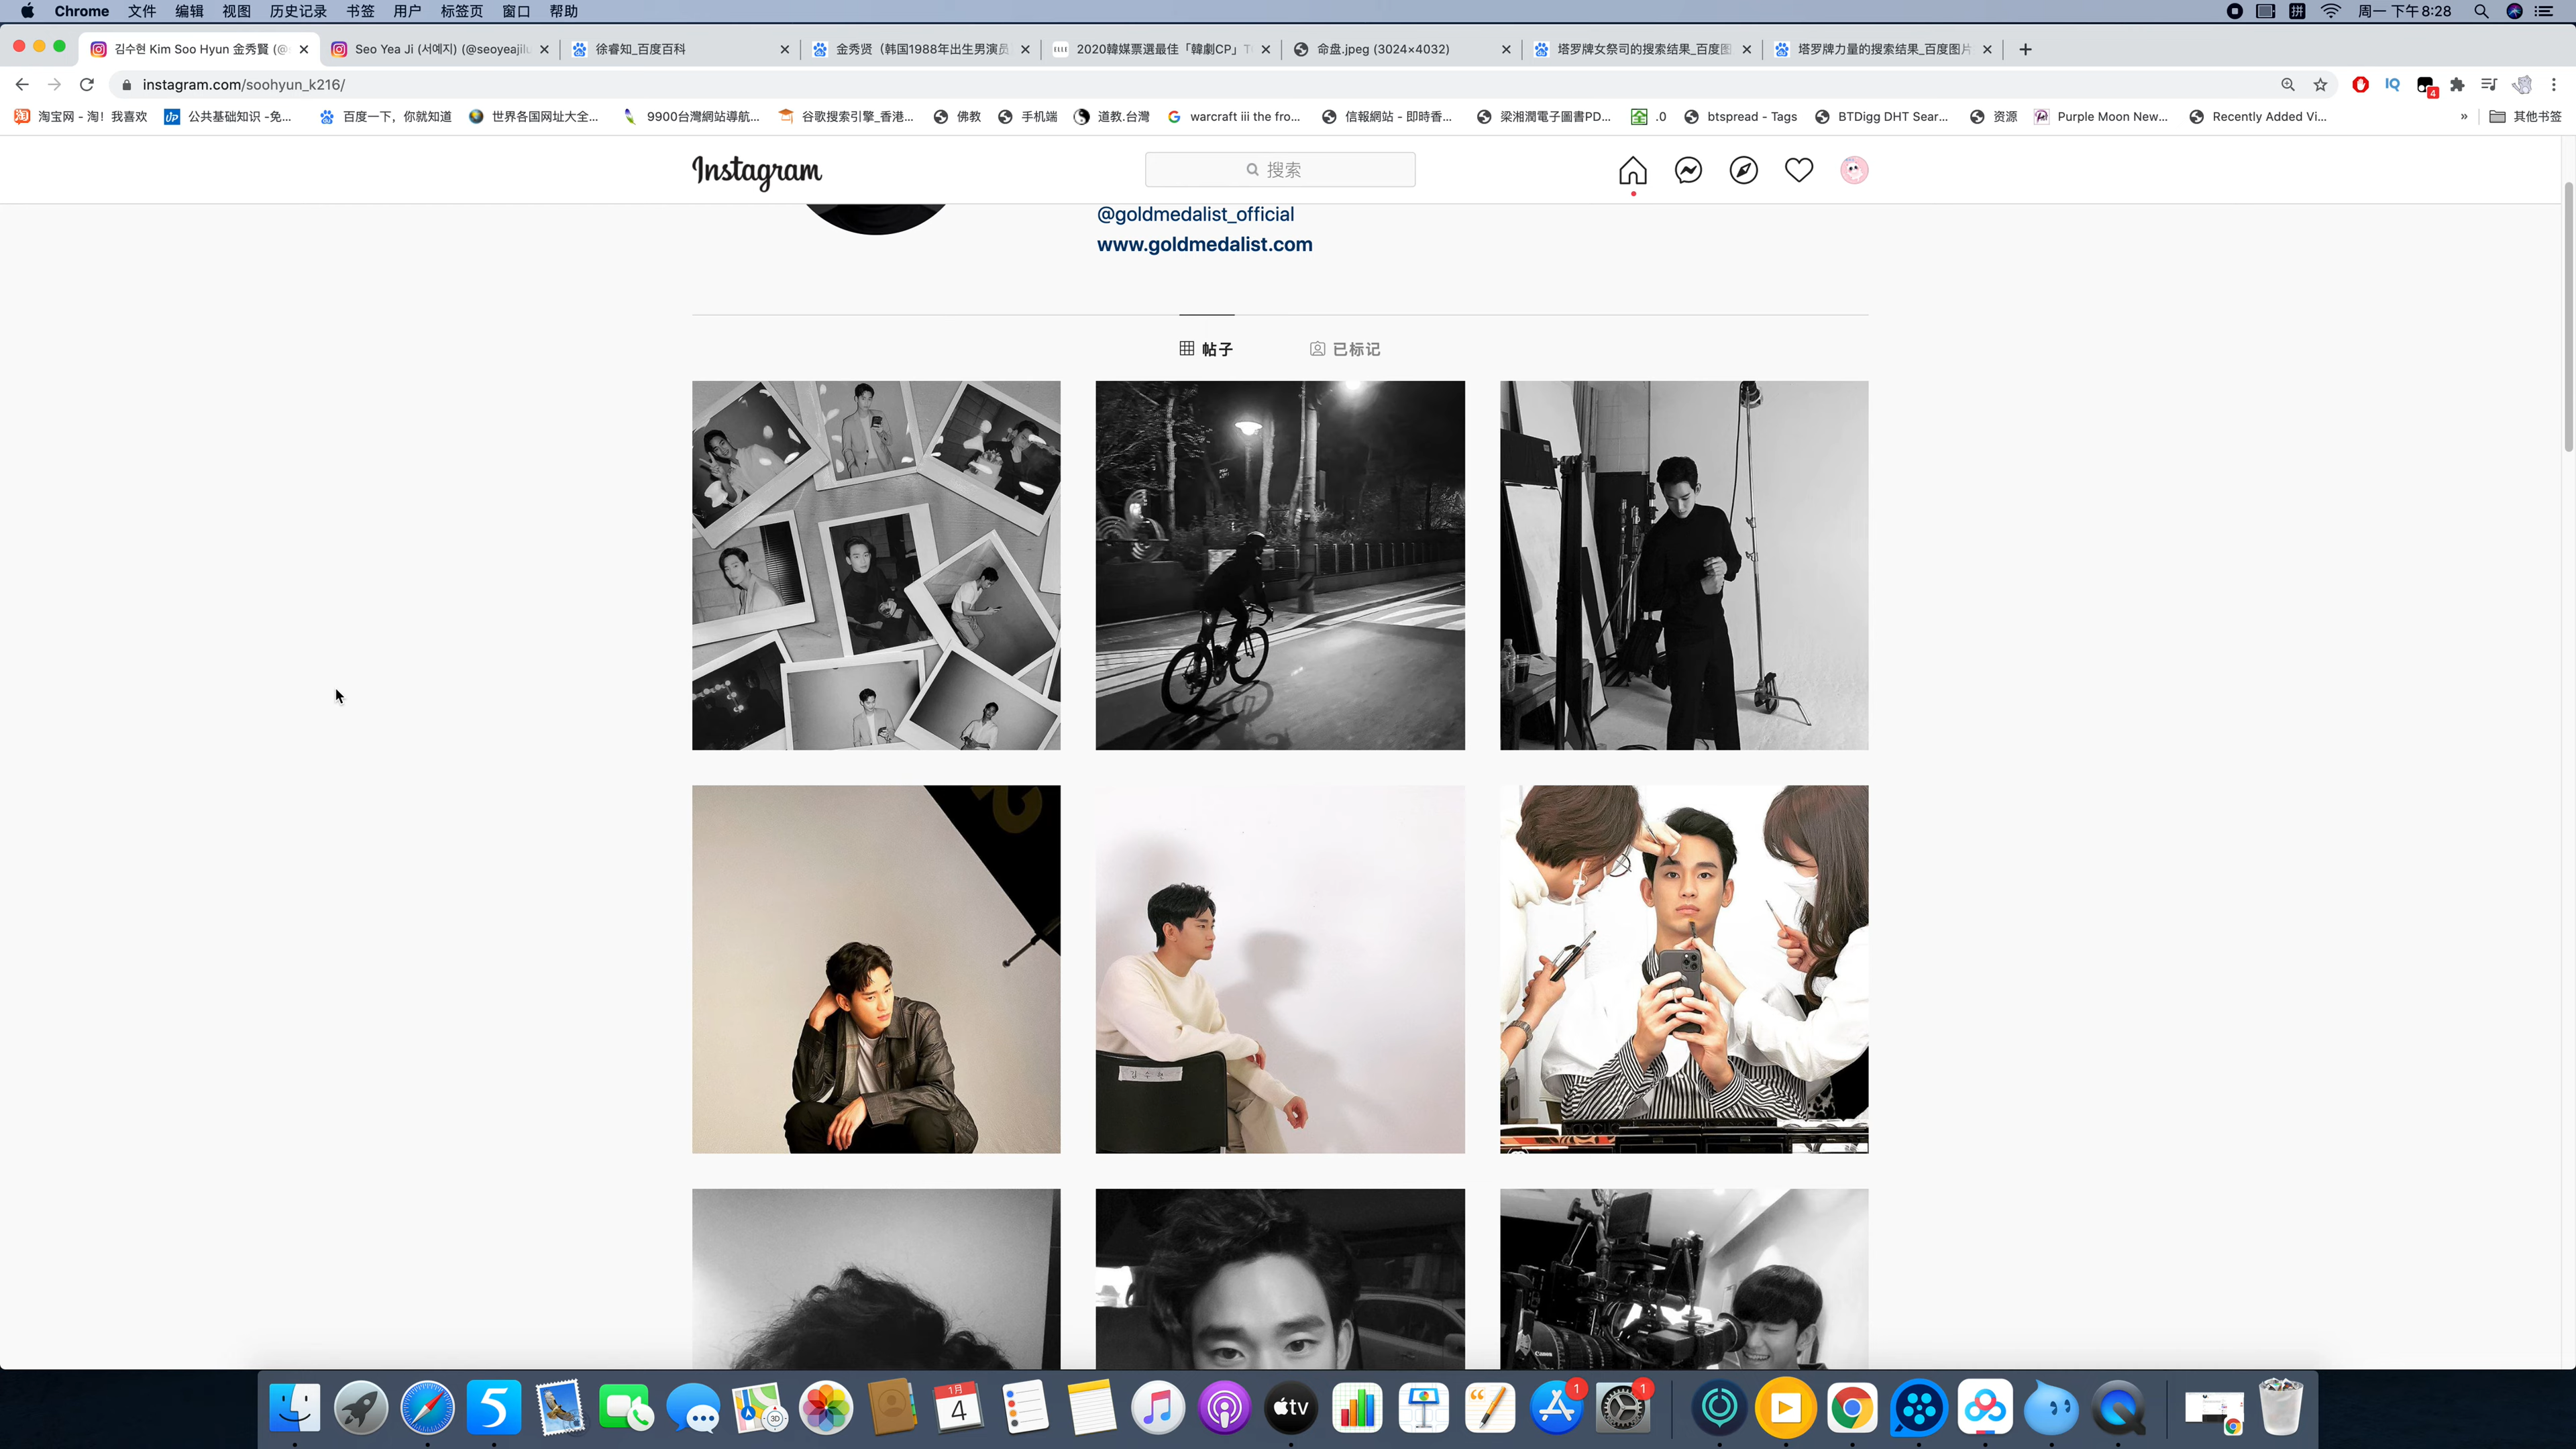 Chrome 文件 编辑 视图 历史记录 书签 用户 标签页 窗口 帮助 周一 下午8:28
김수현 Kim Soo Hyun 金秀賢 (@ Seo Yea Ji (서예지) (@seoyeajilu 徐睿知_百度百科 金秀贤（韩国1988年出生男演员 2020韓媒票選最佳「韓劇CP」T 命盘.jpeg (3024×4032) 塔罗牌女祭司的搜索结果_百度图 塔罗牌力量的搜索结果_百度图片
instagram.com/soohyun_k216/ IQ 4
淘宝网 - 淘！我喜欢 公共基础知识 -免... 百度一下，你就知道 世界各国网址大全... 9900台灣網站導航... 谷歌搜索引擎_香港... 佛教 手机端 道教.台灣 warcraft iii the fro... 信報網站 - 即時香... 梁湘潤電子圖書PD... .0 btspread - Tags BTDigg DHT Sear... 资源 Purple Moon New... Recently Added Vi... » 其他书签
Instagram 搜索
@goldmedalist_official
www.goldmedalist.com
帖子 已标记
김수현
Canon
5 3D 1月 4 tv 1 1